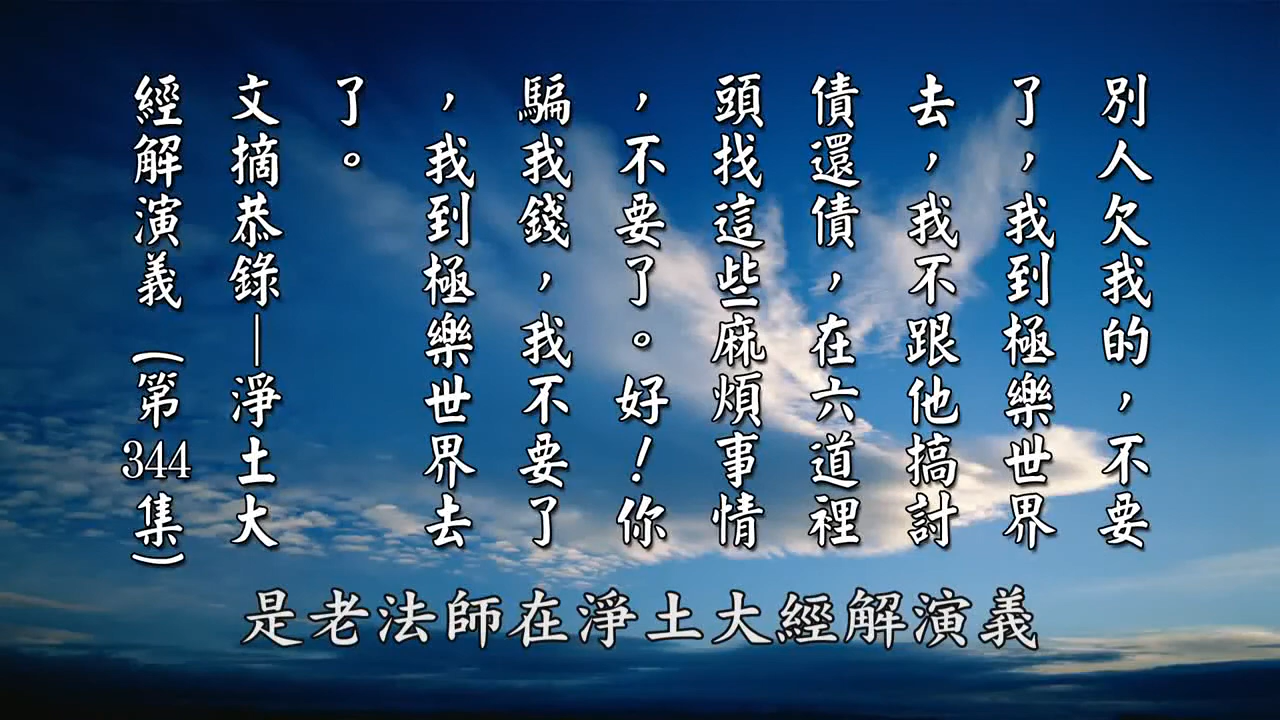 別人欠我的，不要
了，我到極樂世界
去，我不跟他搞討
債還債，在六道裡
頭找這些麻煩事情
，不要了。好！你
騙我錢，我不要了
，我到極樂世界去
了。
文摘恭錄—淨土大
經解演義（第344集）
是老法師在淨土大經解演義